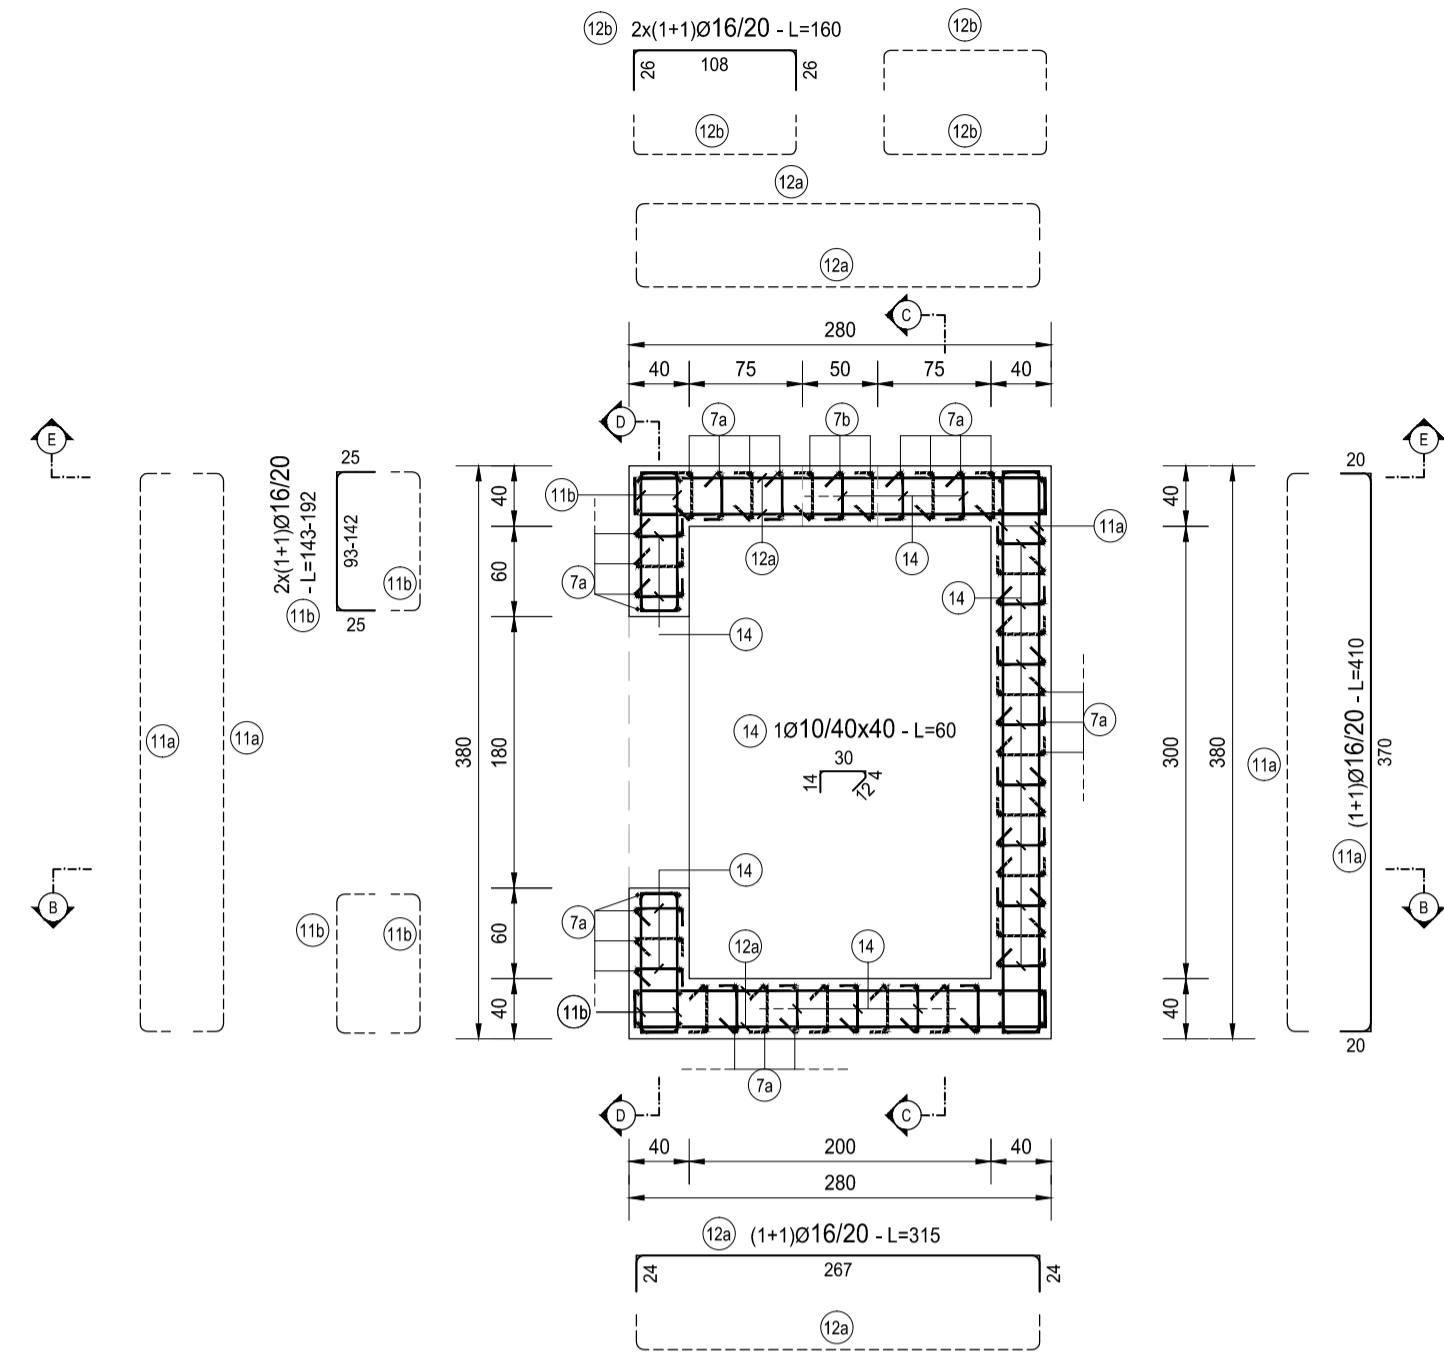 12b 2x(1+1)Ø16/20 - L=160
26 108 26
12b
12b
12b
12a
12a
C
280
40 75 50 75 40
D
7a 7b 7a
E
E
2x(1+1)Ø16/20
- L=143-192
11b
25
93-142
25
11b
11b
11a
12a
14
11a
14
7a
14
40
60
180
60
40
380
11a
11a
14 1Ø10/40x40 - L=60
30
14
12
4
7a
40
300
40
380
11a
11a (1+1)Ø16/20 - L=410
20
370
20
B
B
11b
11b
14
7a
12a
14
11b
7a
D
C
40 200 40
280
12a (1+1)Ø16/20 - L=315
24 267 24
12a